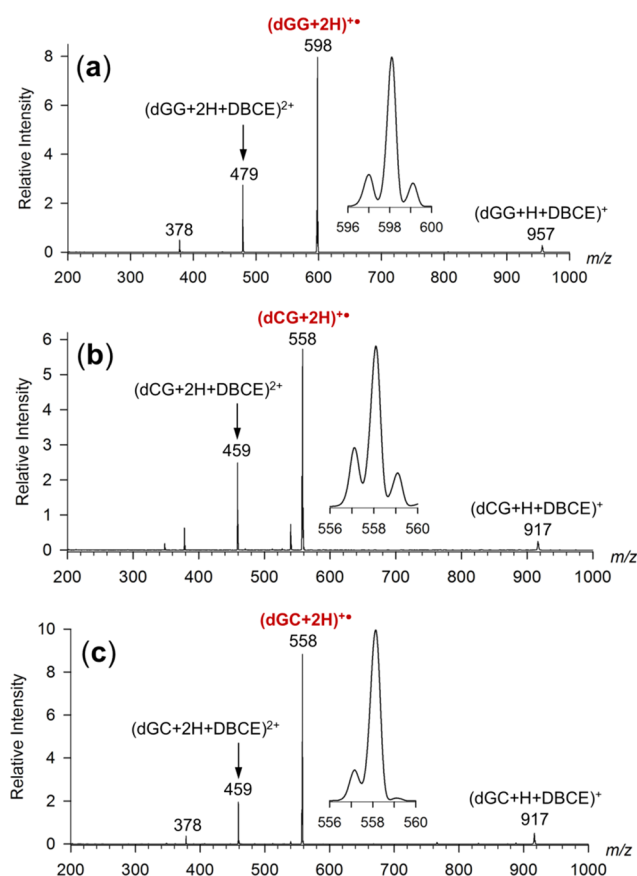 (dGG+2H)⁺•
598
(a)
8
6
4
2
0
Relative Intensity
(dGG+2H+DBCE)²⁺
479
378
596 598 600
(dGG+H+DBCE)⁺
957
200 300 400 500 600 700 800 900 1000
m/z
(dCG+2H)⁺•
558
(b)
6
5
4
3
2
1
0
Relative Intensity
(dCG+2H+DBCE)²⁺
459
556 558 560
(dCG+H+DBCE)⁺
917
200 300 400 500 600 700 800 900 1000
m/z
(dGC+2H)⁺•
558
(c)
10
8
6
4
2
0
Relative Intensity
(dGC+2H+DBCE)²⁺
459
378
556 558 560
(dGC+H+DBCE)⁺
917
200 300 400 500 600 700 800 900 1000
m/z